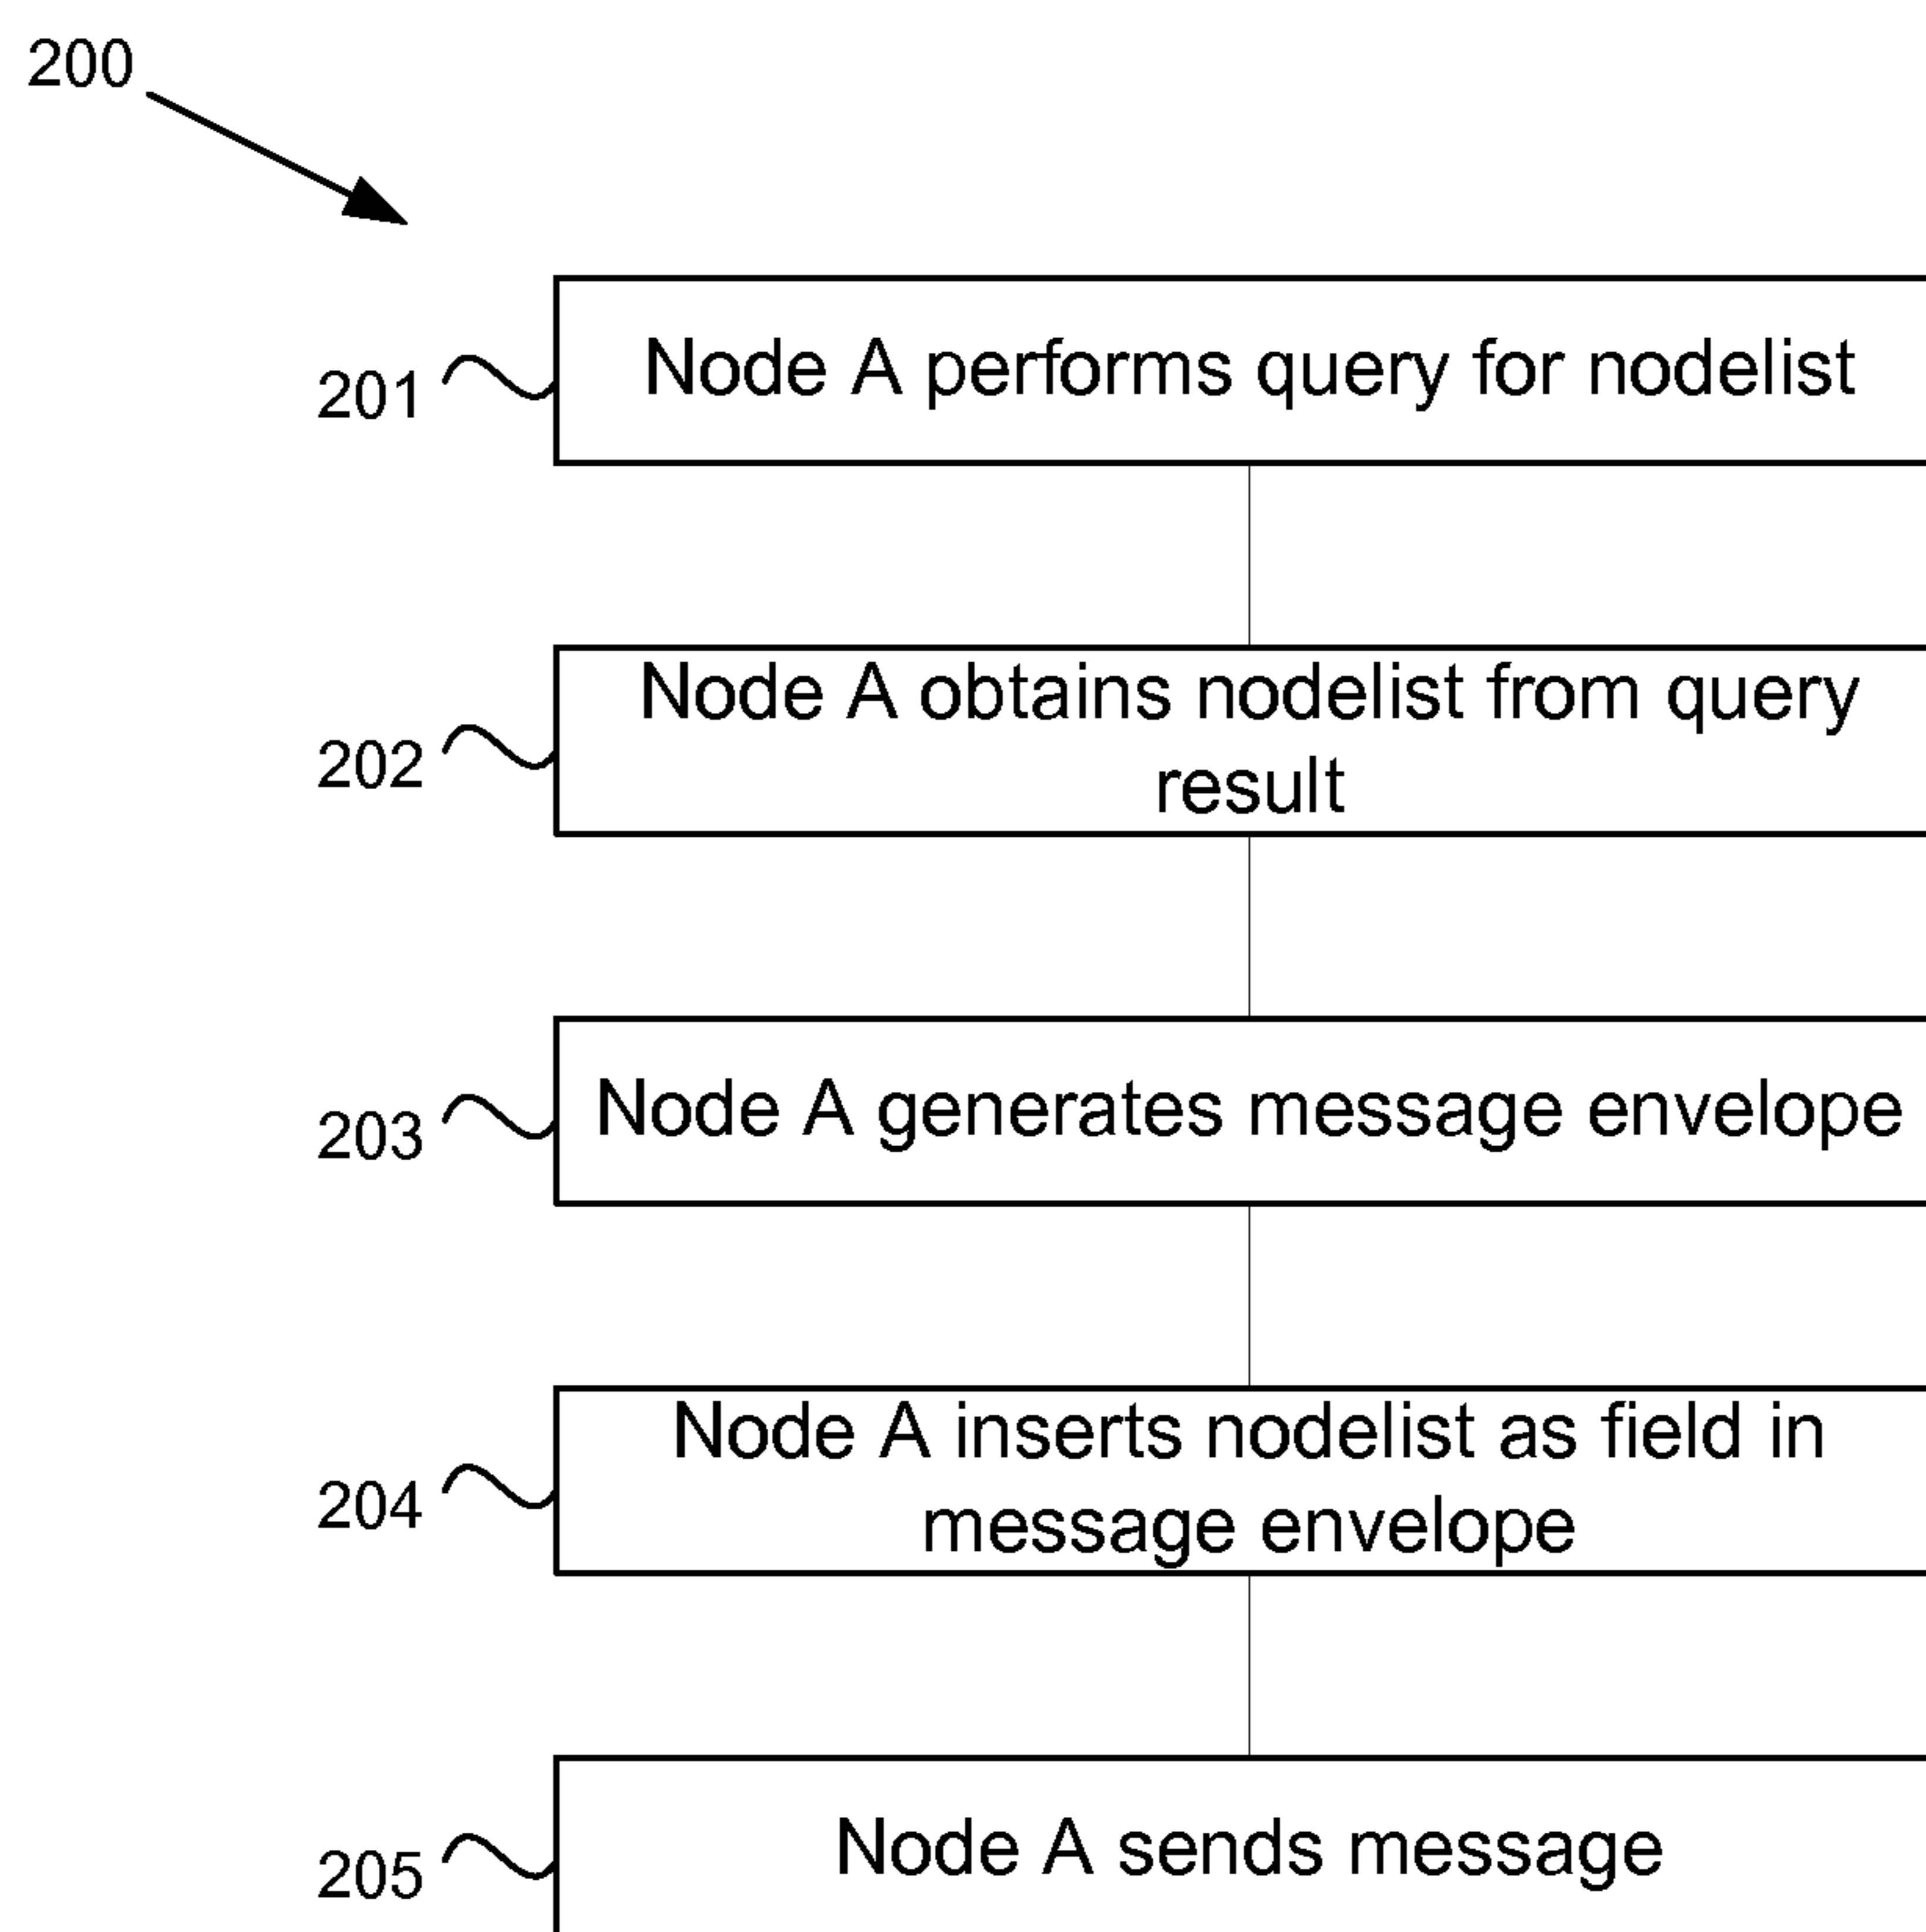 200
201
Node A performs query for nodelist
202
Node A obtains nodelist from query
result
203
Node A generates message envelope
204
Node A inserts nodelist as field in
message envelope
205
Node A sends message